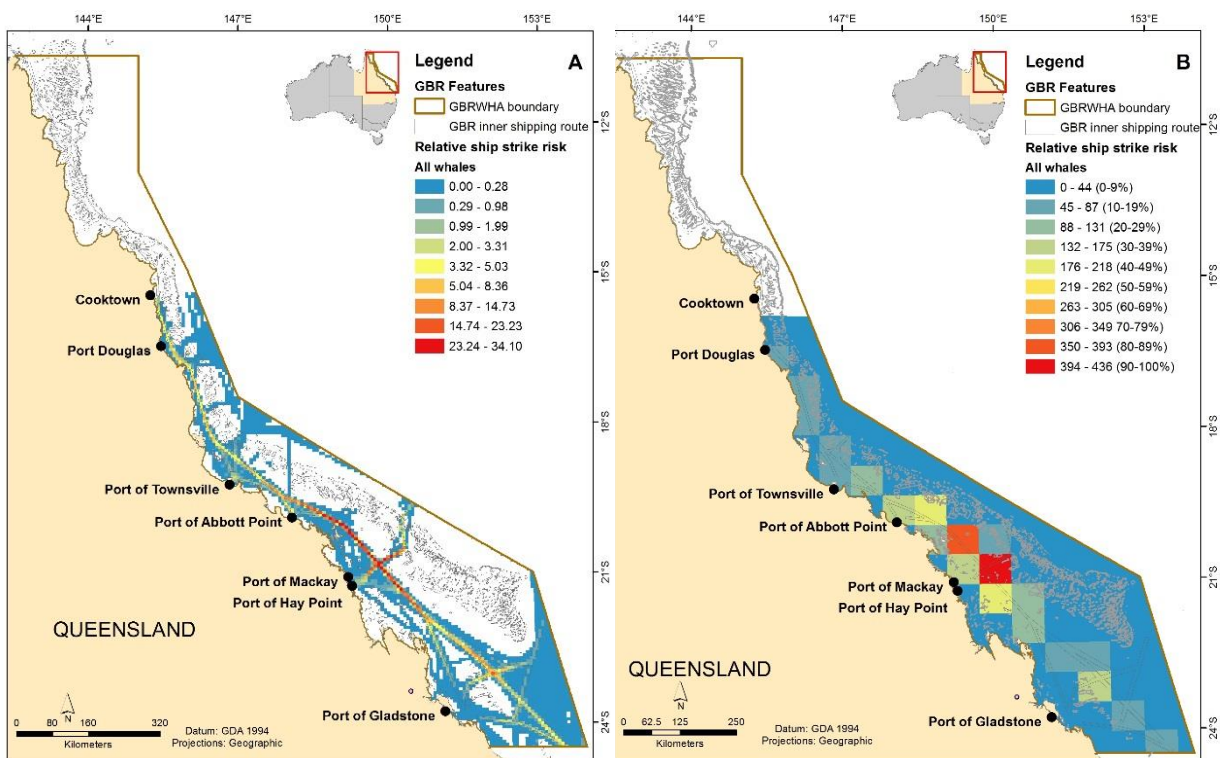 144°E 147°E 150°E 153°E
Legend A
GBR Features
GBRWHA boundary
GBR inner shipping route
Relative ship strike risk
All whales
0.00 - 0.28
0.29 - 0.98
0.99 - 1.99
2.00 - 3.31
3.32 - 5.03
5.04 - 8.36
8.37 - 14.73
14.74 - 23.23
23.24 - 34.10
12°S
15°S
18°S
21°S
24°S
Cooktown
Port Douglas
Port of Townsville
Port of Abbott Point
Port of Mackay
Port of Hay Point
QUEENSLAND
Port of Gladstone
N
0 80 160 320
Kilometers
Datum: GDA 1994
Projections: Geographic
144°E 147°E 150°E 153°E
Legend B
GBR Features
GBRWHA boundary
GBR inner shipping route
Relative ship strike risk
All whales
0 - 44 (0-9%)
45 - 87 (10-19%)
88 - 131 (20-29%)
132 - 175 (30-39%)
176 - 218 (40-49%)
219 - 262 (50-59%)
263 - 305 (60-69%)
306 - 349 70-79%)
350 - 393 (80-89%)
394 - 436 (90-100%)
12°S
15°S
18°S
21°S
24°S
Cooktown
Port Douglas
Port of Townsville
Port of Abbott Point
Port of Mackay
Port of Hay Point
QUEENSLAND
Port of Gladstone
N
0 62.5 125 250
Kilometers
Datum: GDA 1994
Projections: Geographic